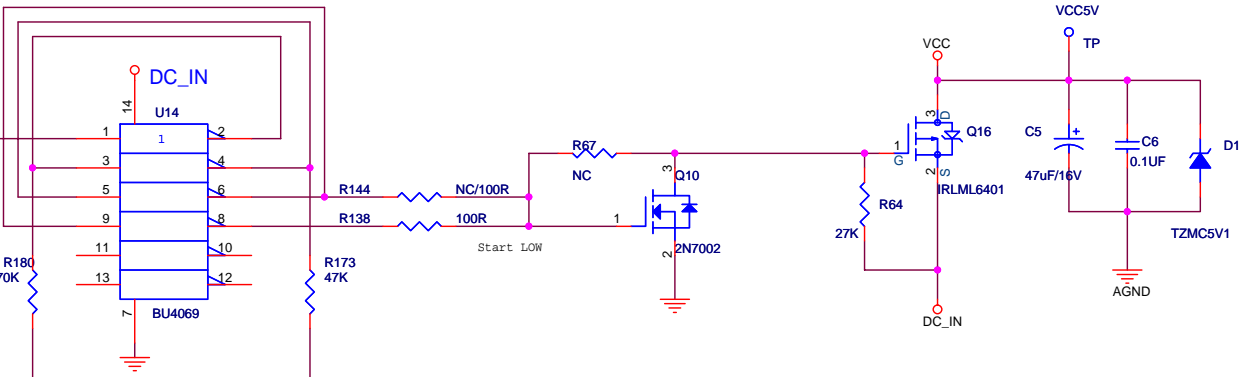 VCC5V
TP
VCC
DC_IN
14
U14
1
1
2
3
4
5
6
9
8
11
10
13
12
7
BU4069
R180
70K
R173
47K
R144
NC/100R
R138
100R
Start LOW
R67
NC
3
Q10
1
2
2N7002
R64
27K
3
D
1
G
Q16
2
S
IRLML6401
DC_IN
C5
+
47uF/16V
C6
0.1UF
D1
TZMC5V1
AGND